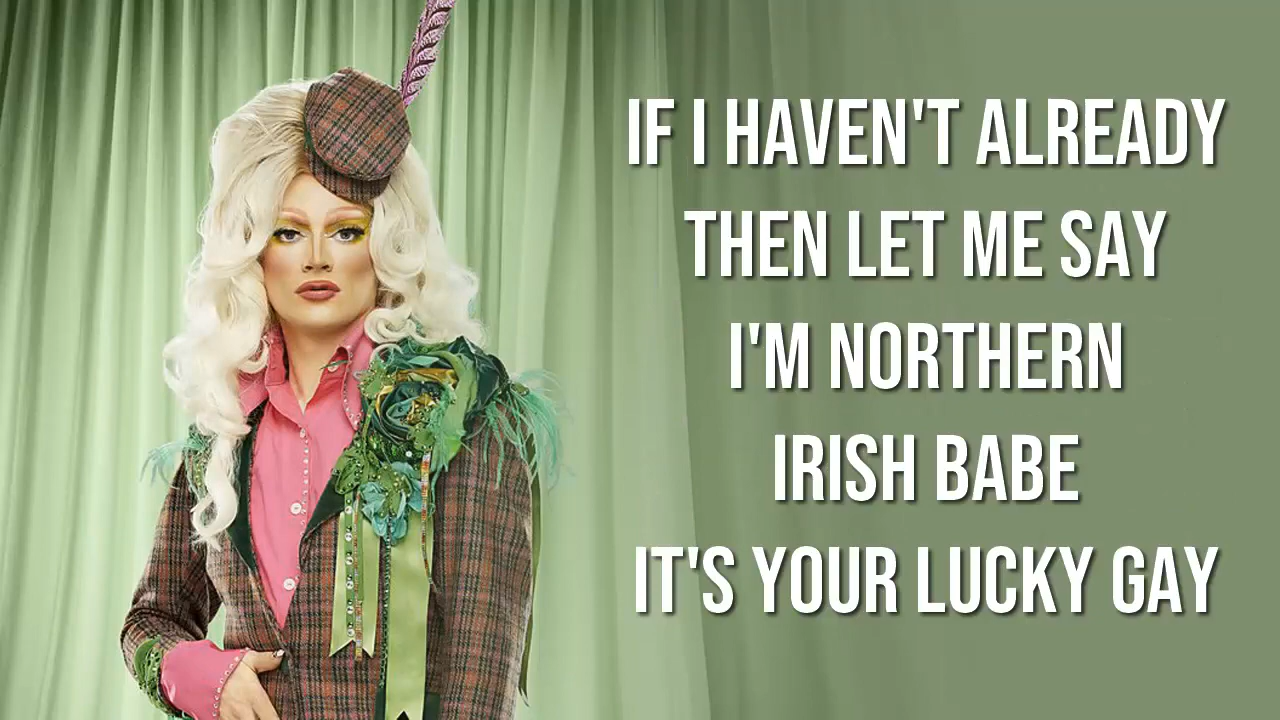 IF I HAVEN'T ALREADY
THEN LET ME SAY
I'M NORTHERN
IRISH BABE
IT'S YOUR LUCKY GAY